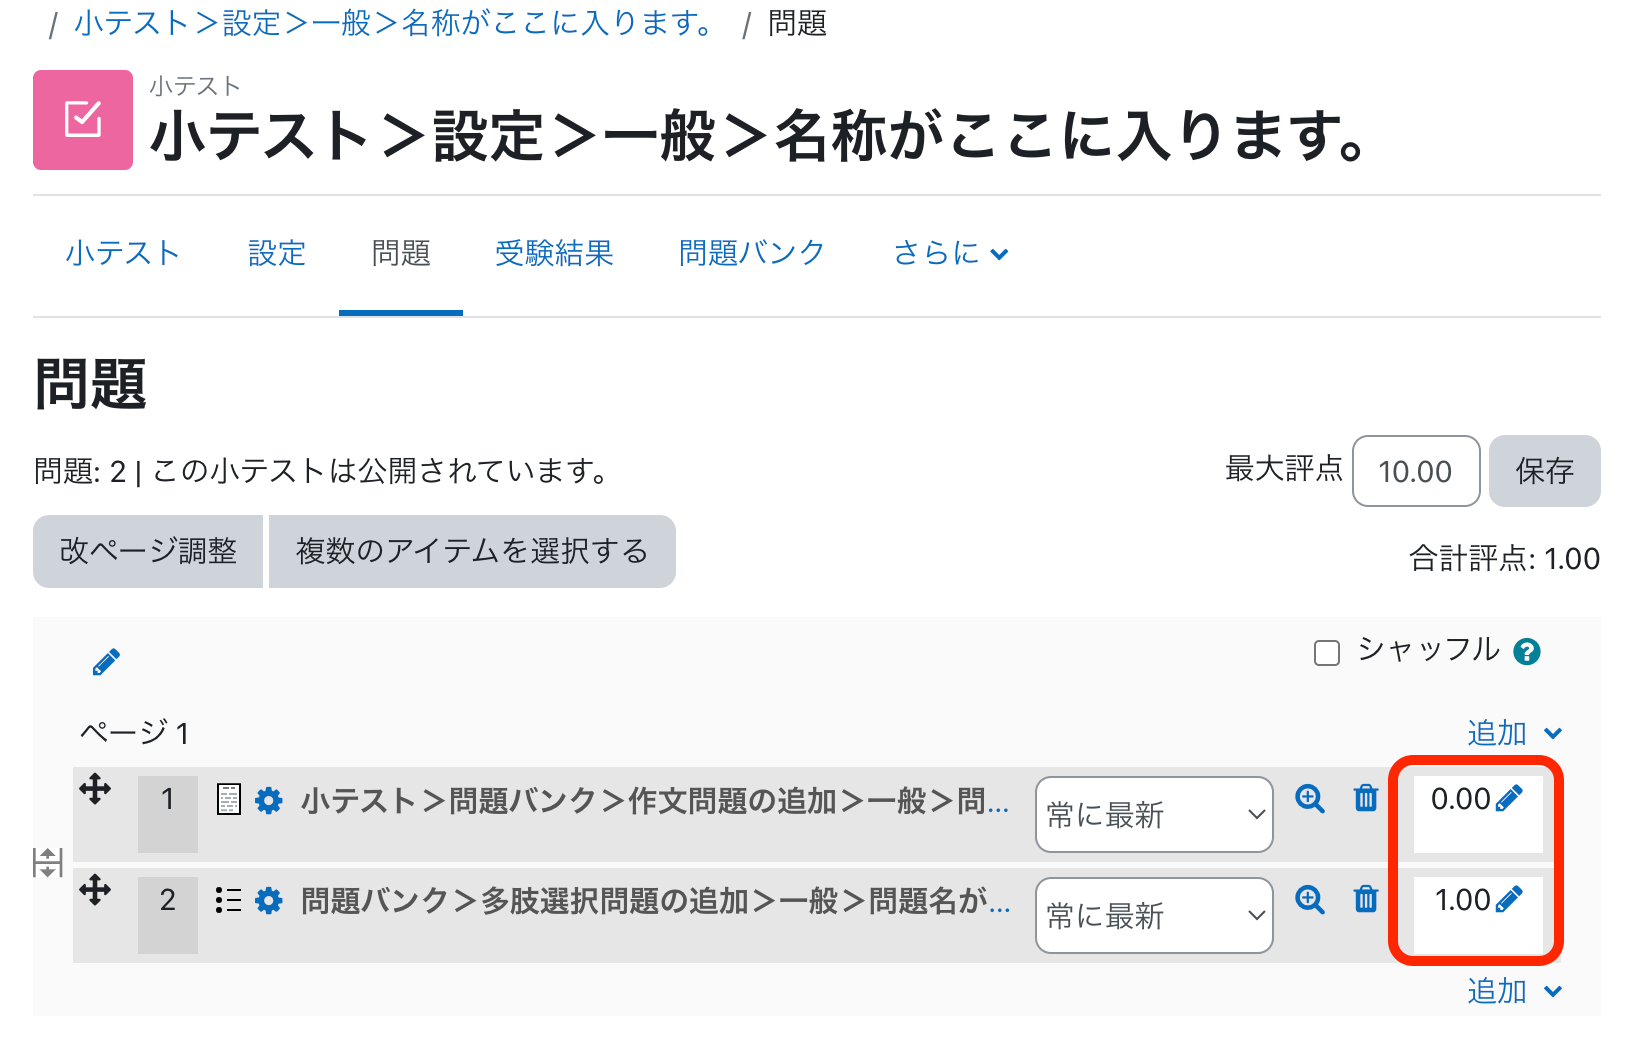 / 小テスト＞設定＞一般＞名称がここに入ります。 / 問題
小テスト
小テスト＞設定＞一般＞名称がここに入ります。
小テスト 設定 問題 受験結果 問題バンク さらに
問題
問題: 2 | この小テストは公開されています。
最大評点 10.00 保存
改ページ調整 複数のアイテムを選択する
合計評点: 1.00
シャッフル ?
ページ 1
追加
1 小テスト＞問題バンク＞作文問題の追加＞一般＞問... 常に最新 0.00
2 問題バンク＞多肢選択問題の追加＞一般＞問題名が... 常に最新 1.00
追加